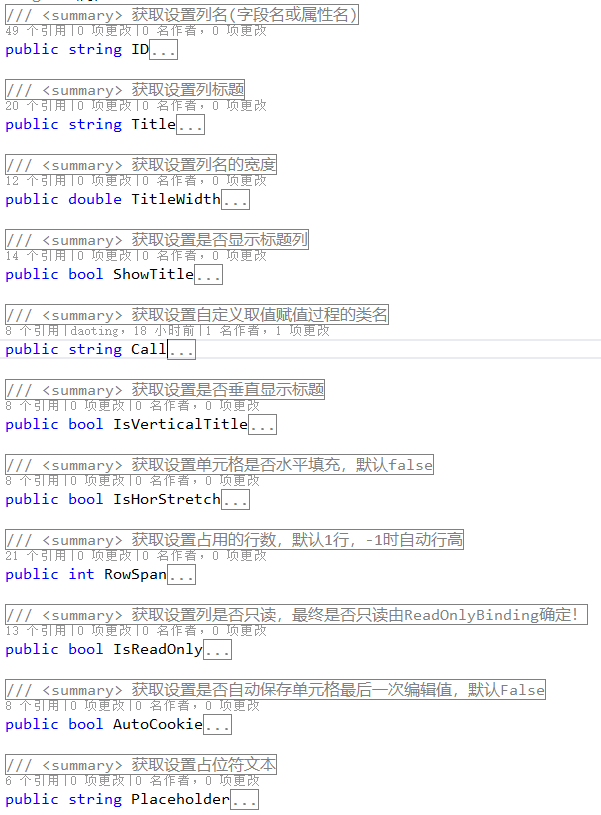 /// <summary> 获取设置列名(字段名或属性名)
49 个引用|0 项更改|0 名作者, 0 项更改
public string ID...
/// <summary> 获取设置列标题
20 个引用|0 项更改|0 名作者, 0 项更改
public string Title...
/// <summary> 获取设置列名的宽度
12 个引用|0 项更改|0 名作者, 0 项更改
public double TitleWidth...
/// <summary> 获取设置是否显示标题列
14 个引用|0 项更改|0 名作者, 0 项更改
public bool ShowTitle...
/// <summary> 获取设置自定义取值赋值过程的类名
8 个引用|daoting, 18 小时前|1 名作者, 1 项更改
public string Call...
/// <summary> 获取设置是否垂直显示标题
8 个引用|0 项更改|0 名作者, 0 项更改
public bool IsVerticalTitle...
/// <summary> 获取设置单元格是否水平填充，默认false
8 个引用|0 项更改|0 名作者, 0 项更改
public bool IsHorStretch...
/// <summary> 获取设置占用的行数，默认1行，-1时自动行高
21 个引用|0 项更改|0 名作者, 0 项更改
public int RowSpan...
/// <summary> 获取设置列是否只读，最终是否只读由ReadOnlyBinding确定！
13 个引用|0 项更改|0 名作者, 0 项更改
public bool IsReadOnly...
/// <summary> 获取设置是否自动保存单元格最后一次编辑值，默认False
8 个引用|0 项更改|0 名作者, 0 项更改
public bool AutoCookie...
/// <summary> 获取设置占位符文本
6 个引用|0 项更改|0 名作者, 0 项更改
public string Placeholder...